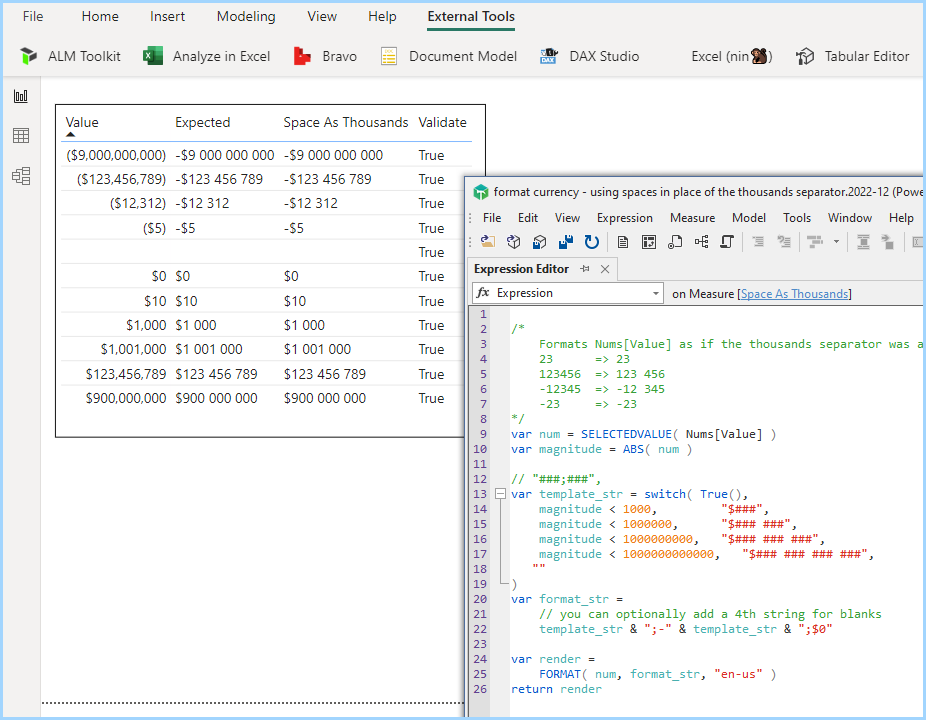 File Home Insert Modeling View Help External Tools
ALM Toolkit Analyze in Excel Bravo Document Model DAX Studio Excel (nin Tabular Editor
Value Expected Space As Thousands Validate
($9,000,000,000) -$9 000 000 000 -$9 000 000 000 True
($123,456,789) -$123 456 789 -$123 456 789 True
($12,312) -$12 312 -$12 312 True
($5) -$5 -$5 True
True
$0 $0 $0 True
$10 $10 $10 True
$1,000 $1 000 $1 000 True
$1,001,000 $1 001 000 $1 001 000 True
$123,456,789 $123 456 789 $123 456 789 True
$900,000,000 $900 000 000 $900 000 000 True
format currency - using spaces in place of the thousands separator.2022-12 (Powe
File Edit View Expression Measure Model Tools Window Help
Expression Editor
fx Expression on Measure [Space As Thousands]
1
2 /*
3 Formats Nums[Value] as if the thousands separator was a
4 23 => 23
5 123456 => 123 456
6 -12345 => -12 345
7 -23 => -23
8 */
9 var num = SELECTEDVALUE( Nums[Value] )
10 var magnitude = ABS( num )
11
12 // "###;###",
13 var template_str = switch( True(),
14 magnitude < 1000, "$###",
15 magnitude < 1000000, "$### ###",
16 magnitude < 1000000000, "$### ### ###",
17 magnitude < 1000000000000, "$### ### ### ###",
18 ""
19 )
20 var format_str =
21 // you can optionally add a 4th string for blanks
22 template_str & ";-" & template_str & ";$0"
23
24 var render =
25 FORMAT( num, format_str, "en-us" )
26 return render